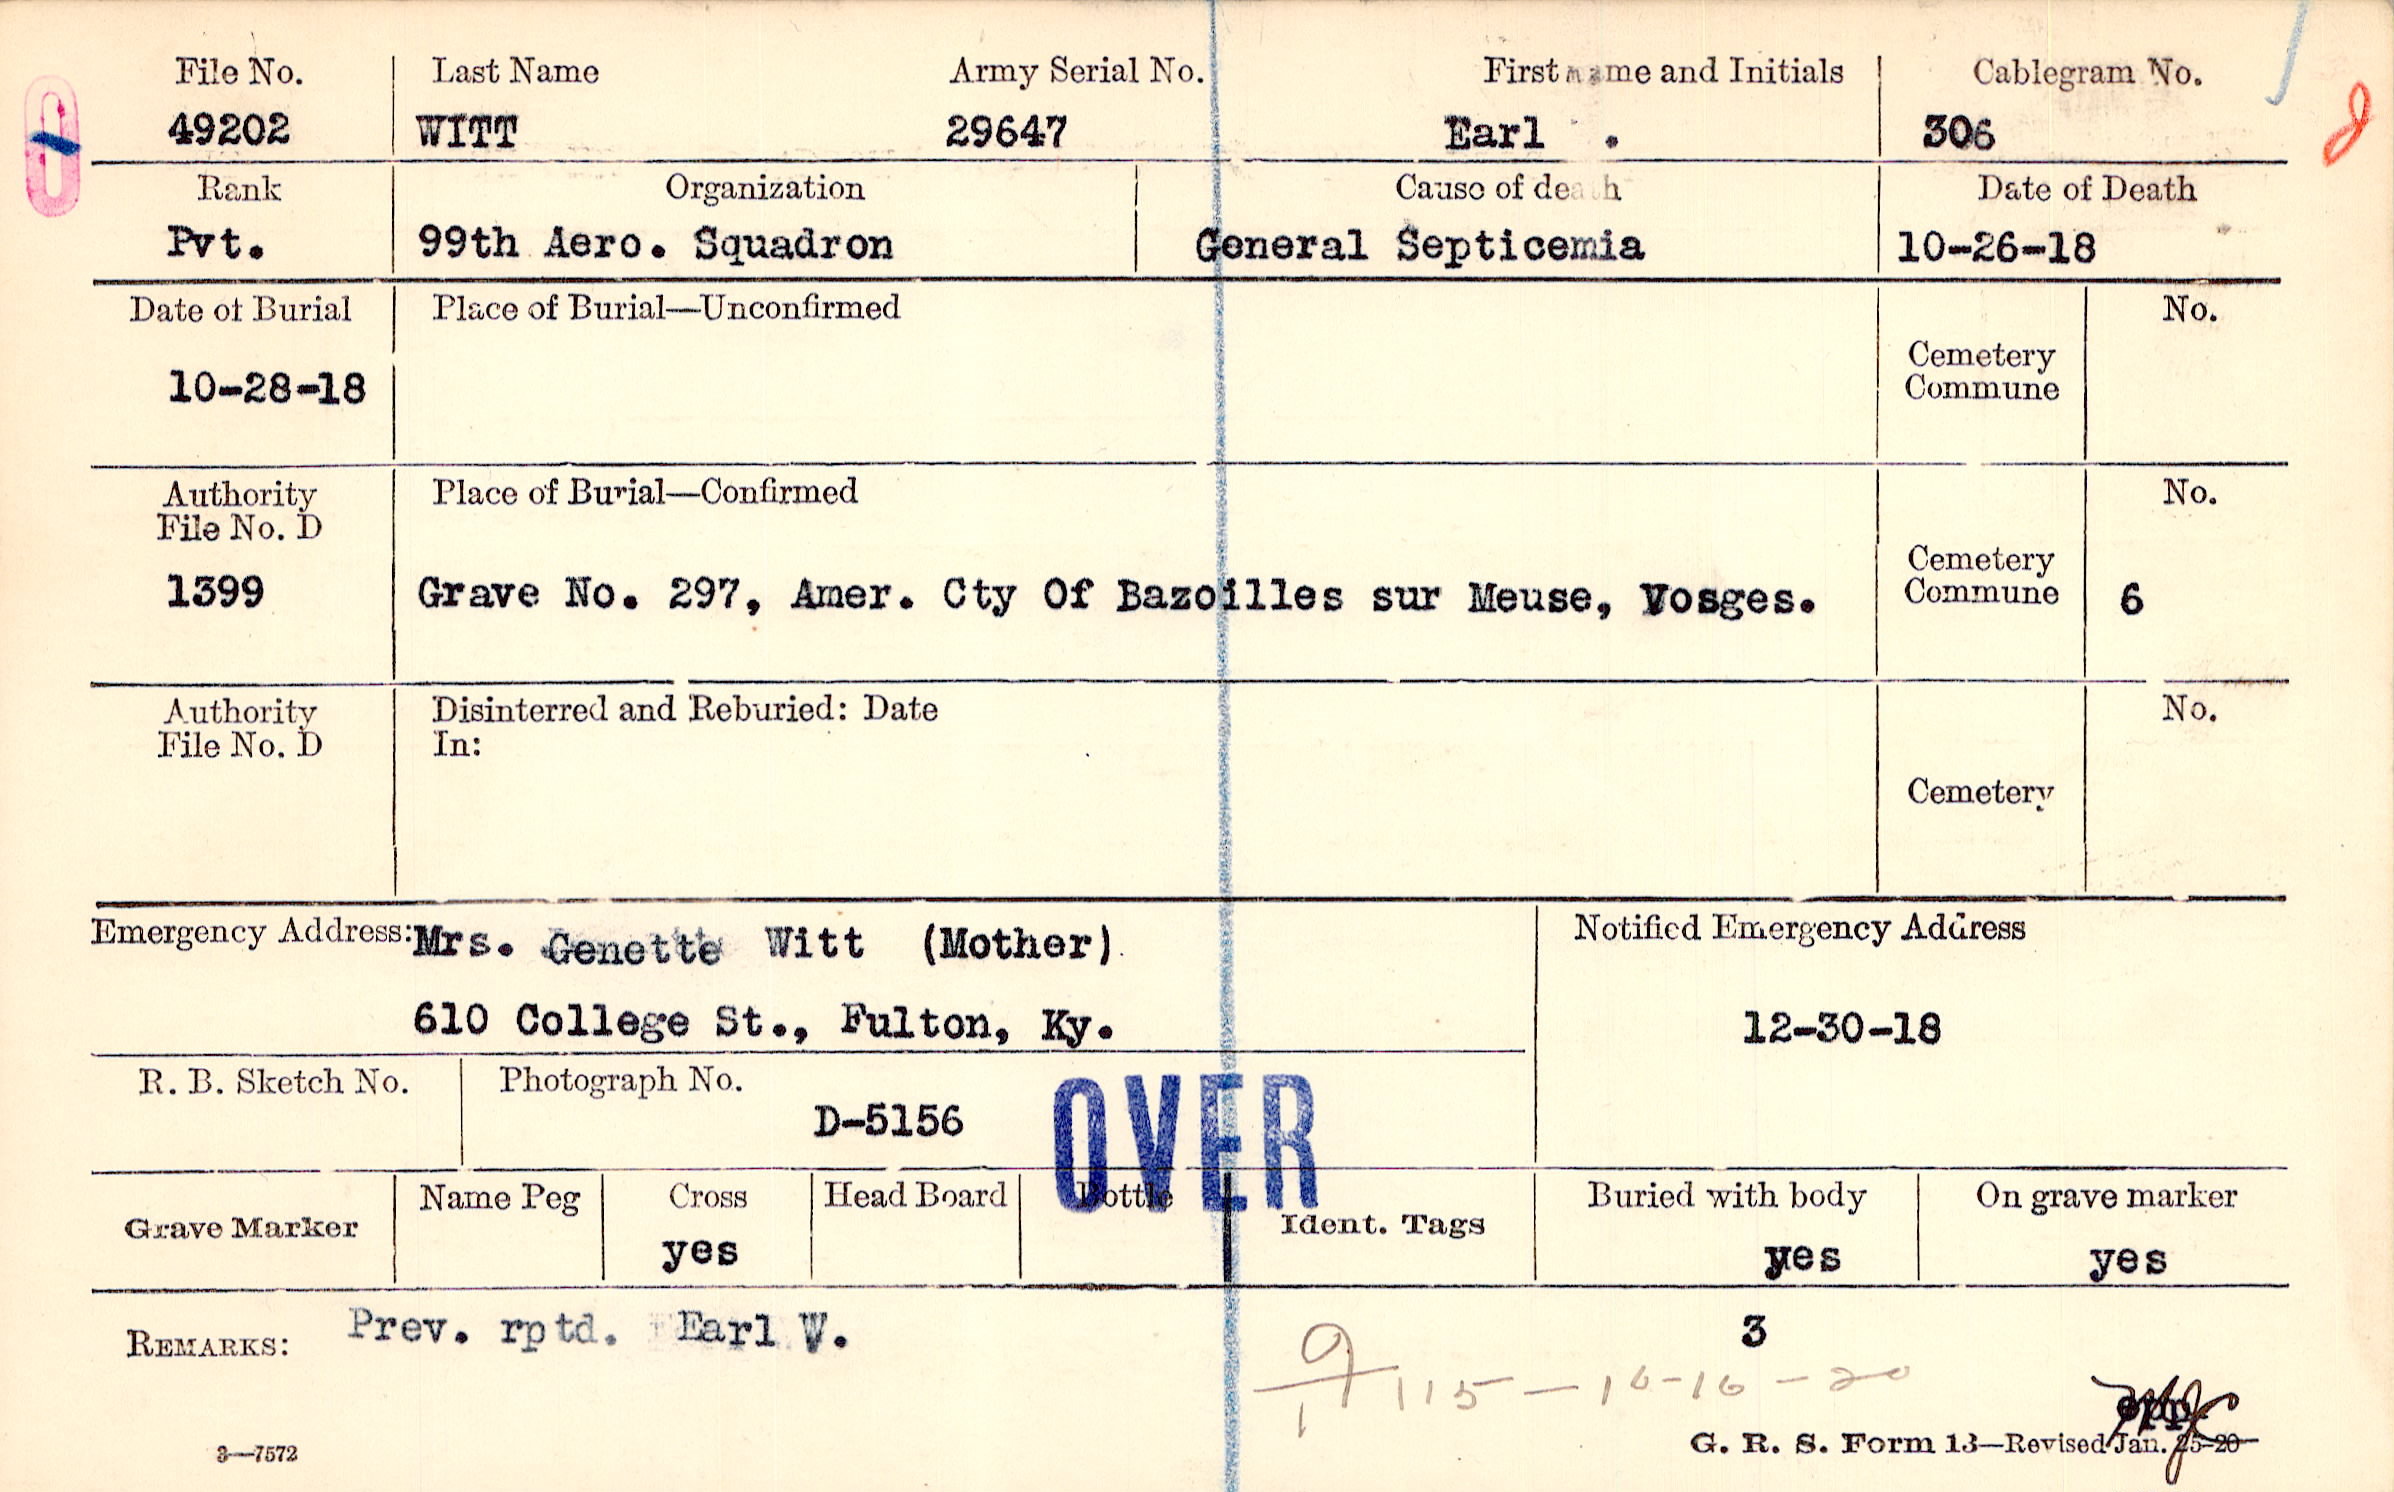 File No. Last Name Army Serial No. First name and Initials Cablegram No.
49202 WITT 29647 Earl . 306
Rank Organization Cause of death Date of Death
Pvt. 99th Aero. Squadron General Septicemia 10-26-18
Date of Burial Place of Burial—Unconfirmed No.
Cemetery
Commune
10-28-18
Authority Place of Burial—Confirmed No.
File No. D
Cemetery
Commune
1399 Grave No. 297, Amer. Cty Of Bazoilles sur Meuse, Vosges. 6
Authority Disinterred and Reburied: Date No.
File No. D In:
Cemetery
Emergency Address: Mrs. Genette Witt (Mother) Notified Emergency Address
610 College St., Fulton, Ky. 12-30-18
R. B. Sketch No. Photograph No.
D-5156
OVER
Grave Marker Name Peg Cross Head Board Bottle Ident. Tags Buried with body On grave marker
yes yes yes
REMARKS: Prev. rptd. Earl W. 3
115 - 16-16-20
3—7572 G. R. S. Form 13—Revised Jan. 25-20